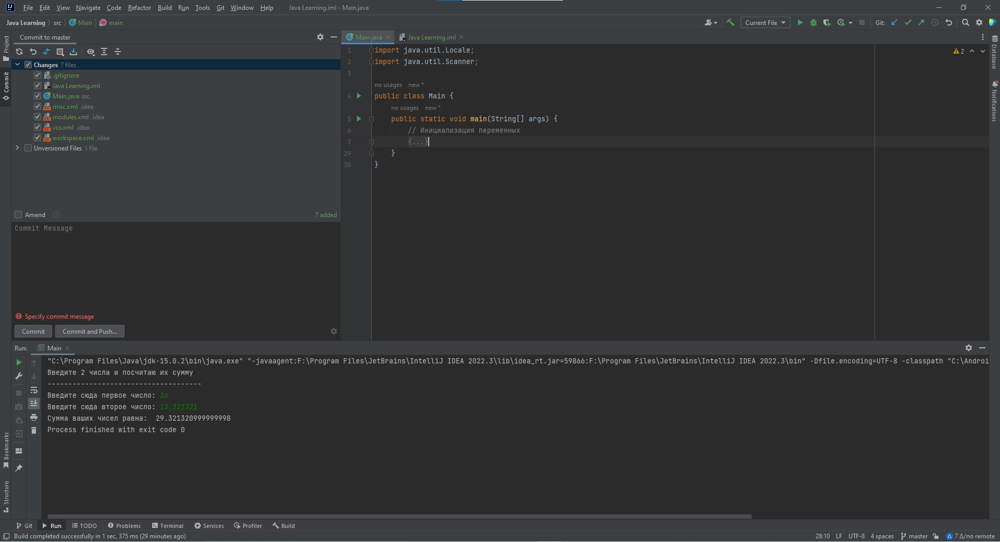 File Edit View Navigate Code Refactor Build Run Tools Git Window Help Java Learning.iml - Main.java
Java Learning src Main main Current File Git:
Project
Commit
Bookmarks
Structure
Commit to master
Changes 7 files
.gitignore
Java Learning.iml
Main.java src
misc.xml .idea
modules.xml .idea
vcs.xml .idea
workspace.xml .idea
Unversioned Files 1 file
Amend 7 added
Commit Message
Specify commit message
Commit Commit and Push...
Main.java Java Learning.iml
1 import java.util.Locale; 2
2 import java.util.Scanner;
3
no usages new *
4 public class Main {
no usages new *
5 public static void main(String[] args) {
6 // Инициализация переменных
7 {...}
29 }
30 }
Database
Notifications
Run: Main
"C:\Program Files\Java\jdk-15.0.2\bin\java.exe" "-javaagent:F:\Program Files\JetBrains\IntelliJ IDEA 2022.3\lib\idea_rt.jar=59866:F:\Program Files\JetBrains\IntelliJ IDEA 2022.3\bin" -Dfile.encoding=UTF-8 -classpath "C:\Androi
Введите 2 числа и посчитаю их сумму
-------------------------------------
Введите сюда первое число: 16
Введите сюда второе число: 13.321321
Сумма ваших чисел равна: 29.321320999999998
Process finished with exit code 0
Git Run TODO Problems Terminal Services Profiler Build
Build completed successfully in 1 sec, 375 ms (29 minutes ago) 28:10 LF UTF-8 4 spaces master 7 Δ/no remote